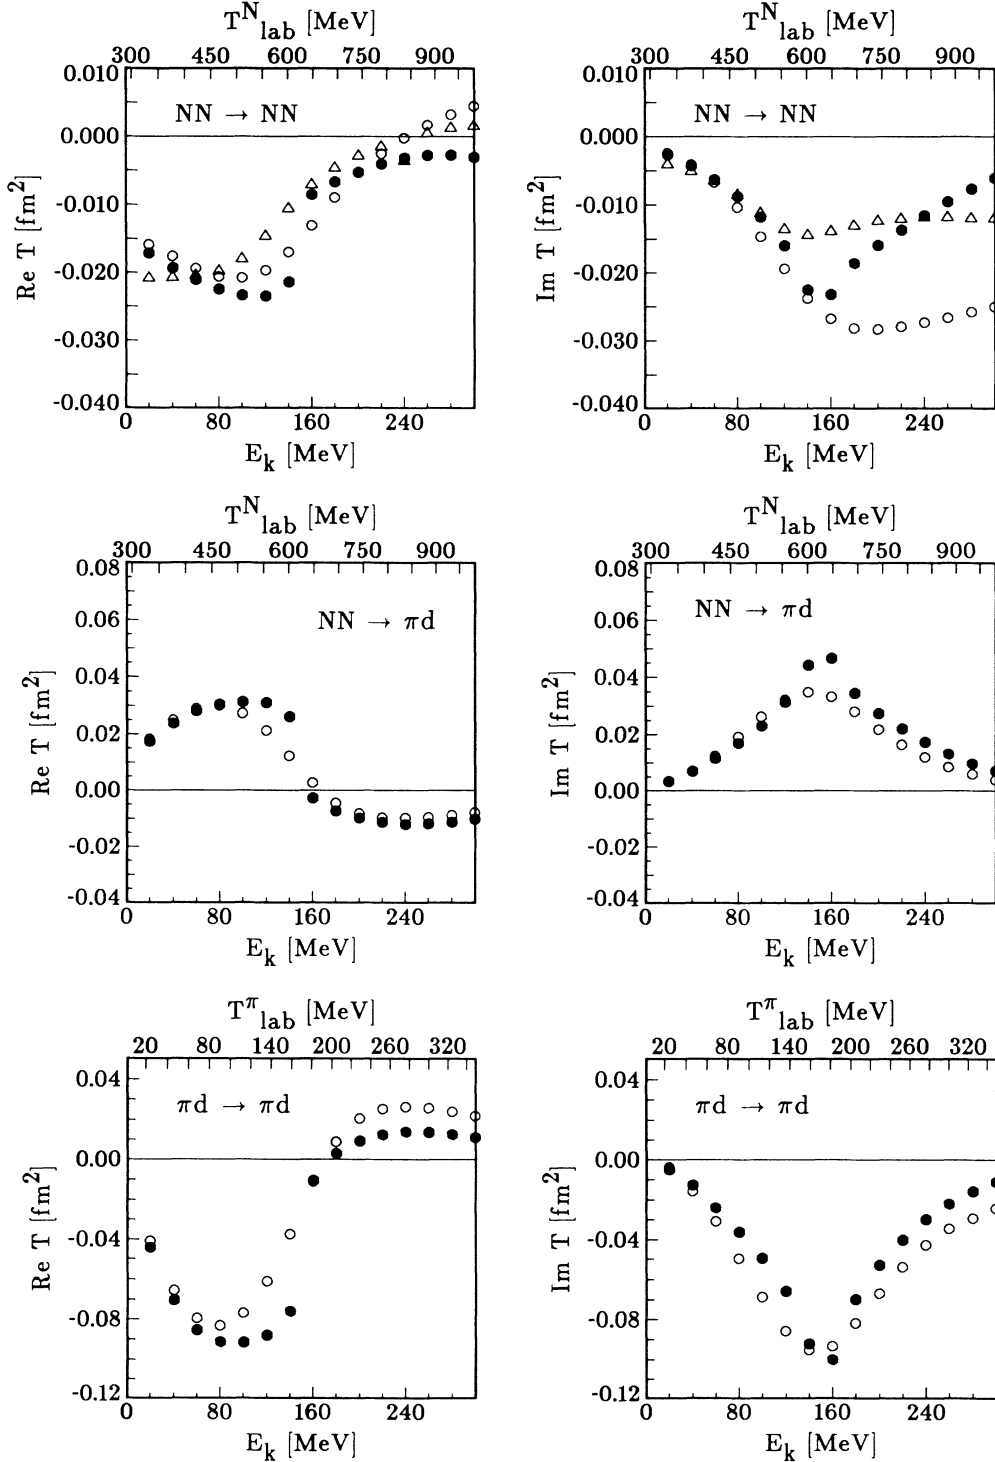 T^N_lab [MeV]
300 450 600 750 900
0.010
0.000
-0.010
-0.020
-0.030
-0.040
Re T [fm²]
NN → NN
0 80 160 240
E_k [MeV]
T^N_lab [MeV]
300 450 600 750 900
0.010
0.000
-0.010
-0.020
-0.030
-0.040
Im T [fm²]
NN → NN
0 80 160 240
E_k [MeV]
T^N_lab [MeV]
300 450 600 750 900
0.08
0.06
0.04
0.02
0.00
-0.02
-0.04
Re T [fm²]
NN → πd
0 80 160 240
E_k [MeV]
T^N_lab [MeV]
300 450 600 750 900
0.08
0.06
0.04
0.02
0.00
-0.02
-0.04
Im T [fm²]
NN → πd
0 80 160 240
E_k [MeV]
T^π_lab [MeV]
20 80 140 200 260 320
0.04
0.00
-0.04
-0.08
-0.12
Re T [fm²]
πd → πd
0 80 160 240
E_k [MeV]
T^π_lab [MeV]
20 80 140 200 260 320
0.04
0.00
-0.04
-0.08
-0.12
Im T [fm²]
πd → πd
0 80 160 240
E_k [MeV]